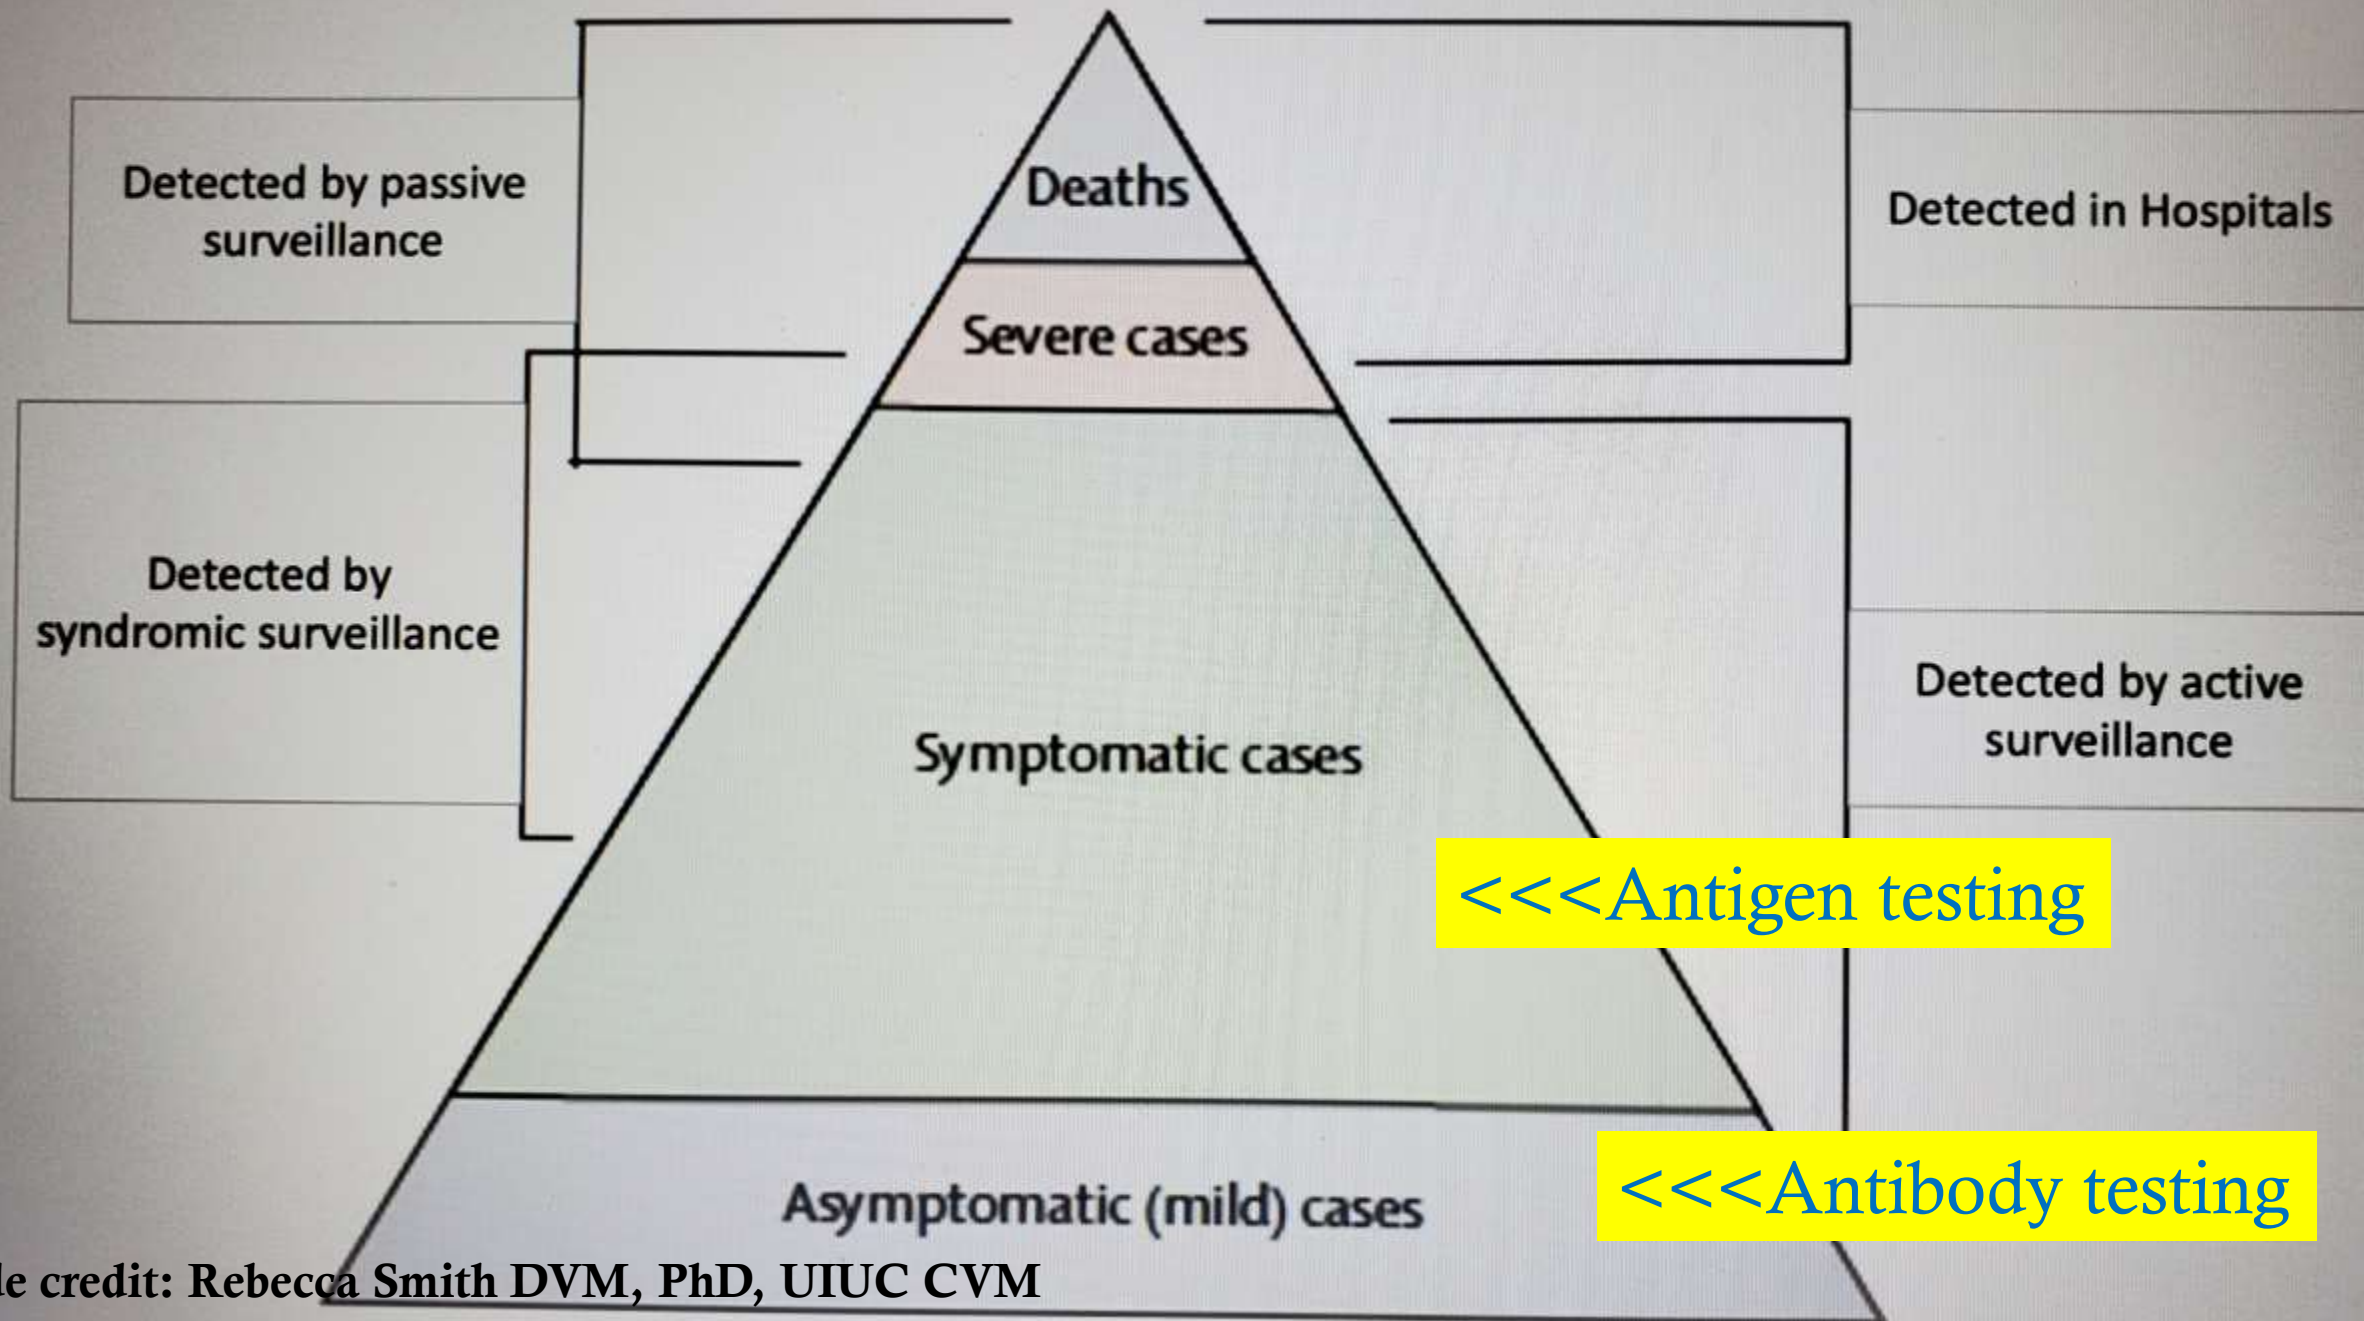 Deaths
Detected by passive
surveillance
Detected in Hospitals
Severe cases
Detected by
syndromic surveillance
Detected by active
surveillance
Symptomatic cases
<<<Antigen testing
<<<Antibody testing
Asymptomatic (mild) cases
credit: Rebecca Smith DVM, PhD, UIUC CVM